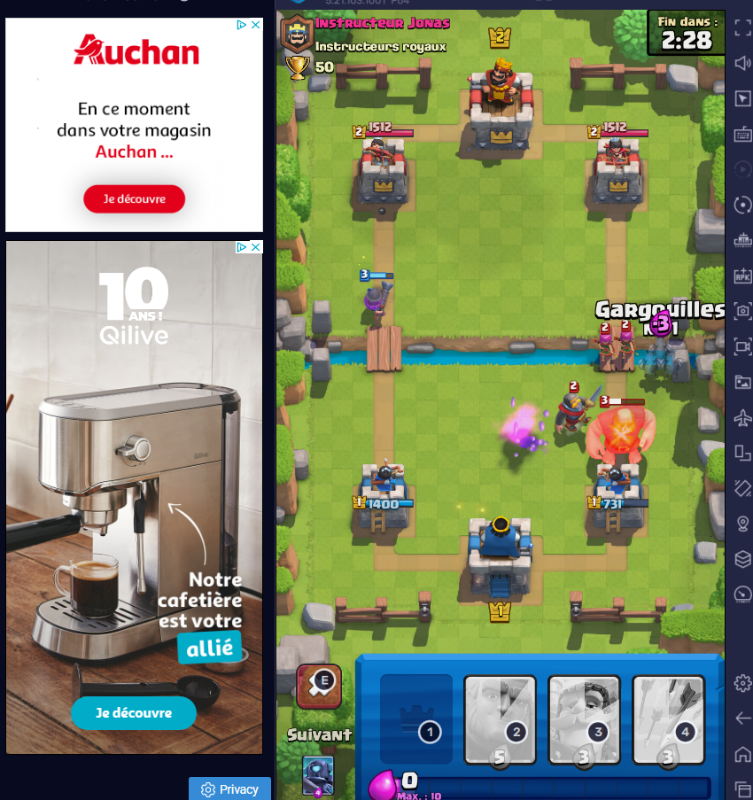 Auchan
En ce moment
dans votre magasin
Auchan ...
Je découvre
10
ANS !
Qilive
Notre
cafetière
est votre
allié
Je découvre
Privacy
Instructeur Jonas
Instructeurs royaux
50
Fin dans :
2:28
2
2 1512
2 1512
3
Gargouilles
-3
2
2
2
3
1 1400
1 731
1
E
Suivant
4
1
2
5
3
3
4
3
0
Max. : 10